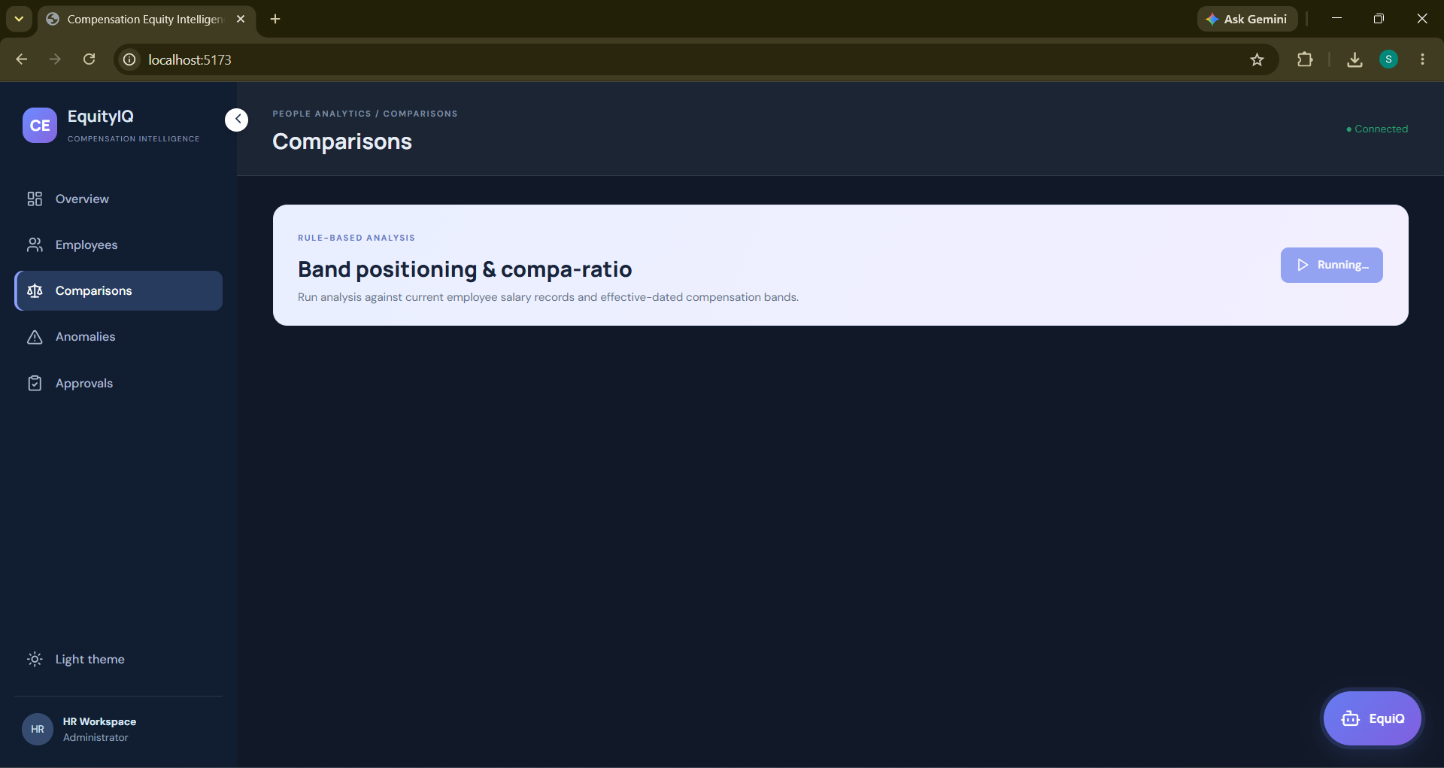 Compensation Equity Intelligen
Ask Gemini
localhost:5173
S
CE
EquityIQ
COMPENSATION INTELLIGENCE
Overview
Employees
Comparisons
Anomalies
Approvals
Light theme
HR
HR Workspace
Administrator
PEOPLE ANALYTICS / COMPARISONS
Comparisons
Connected
RULE-BASED ANALYSIS
Band positioning & compa-ratio
Run analysis against current employee salary records and effective-dated compensation bands.
Running...
EquiQ